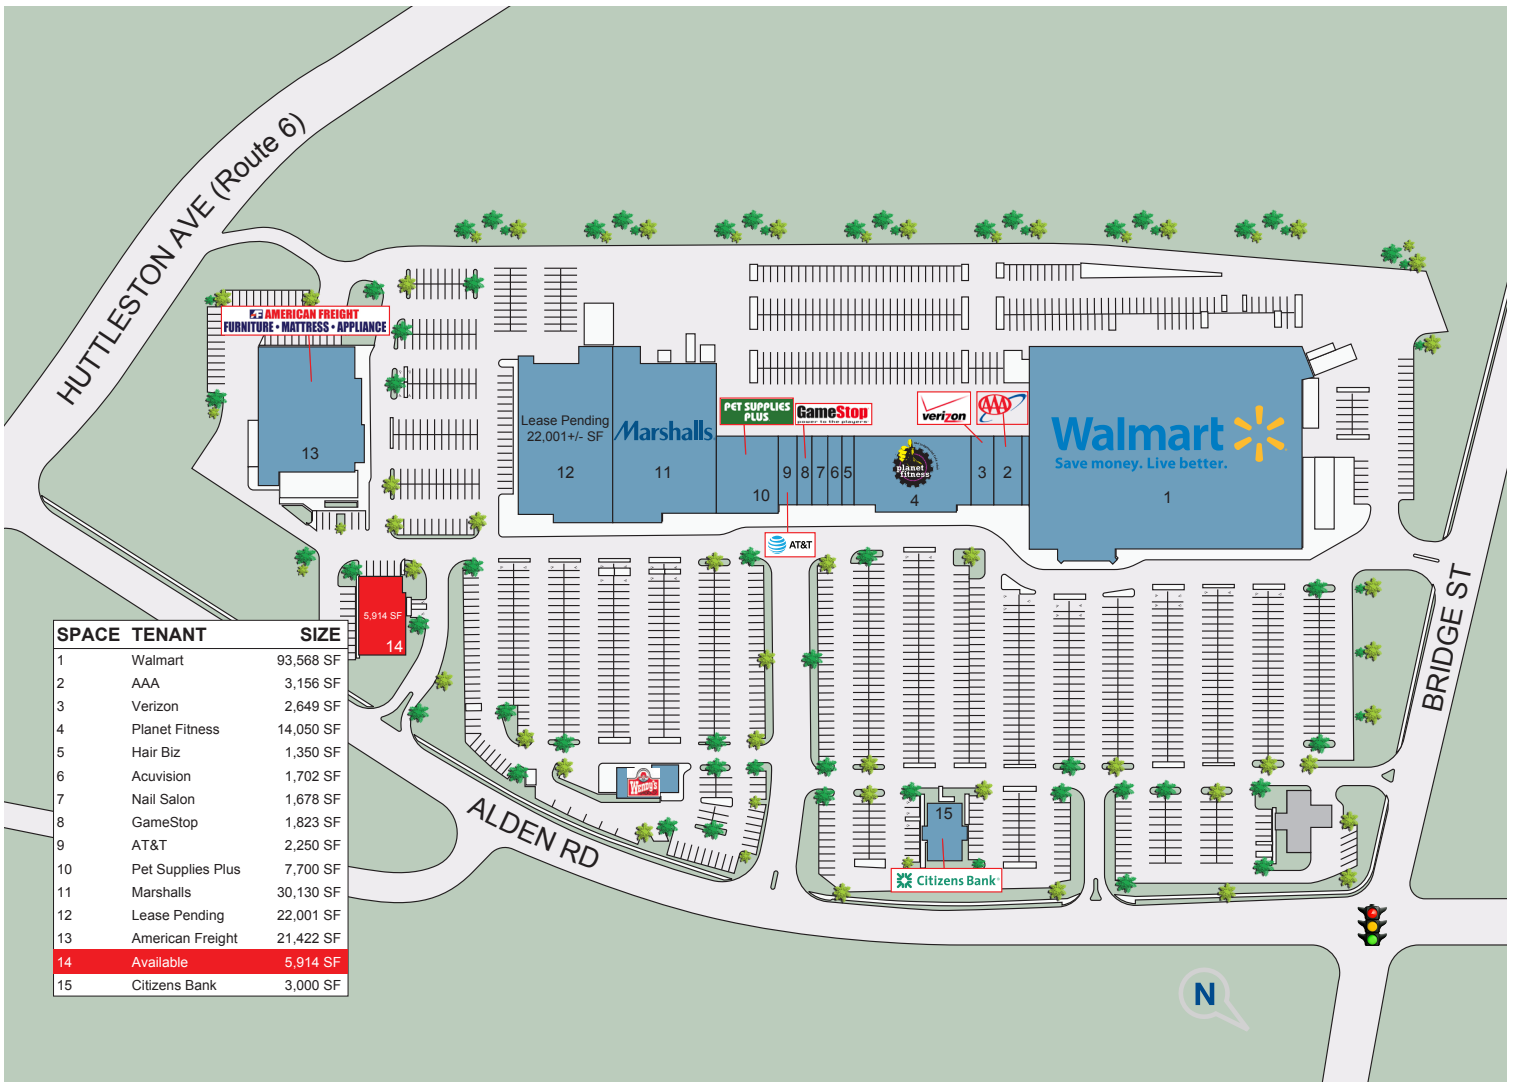 HUTTLESTON AVE (Route 6)
AMERICAN FREIGHT
FURNITURE • MATTRESS • APPLIANCE
13
Lease Pending
22,001+/- SF
12
Marshalls
11
PET SUPPLIES
PLUS
10
GameStop
power to the players
9
8
7
6
5
planet
fitness
4
verizon
3
AAA
2
Walmart
Save money. Live better.
1
AT&T
5,914 SF
14
BRIDGE ST
Wendy's
ALDEN RD
15
Citizens Bank
N
SPACE TENANT SIZE
1 Walmart 93,568 SF
2 AAA 3,156 SF
3 Verizon 2,649 SF
4 Planet Fitness 14,050 SF
5 Hair Biz 1,350 SF
6 Acuvision 1,702 SF
7 Nail Salon 1,678 SF
8 GameStop 1,823 SF
9 AT&T 2,250 SF
10 Pet Supplies Plus 7,700 SF
11 Marshalls 30,130 SF
12 Lease Pending 22,001 SF
13 American Freight 21,422 SF
14 Available 5,914 SF
15 Citizens Bank 3,000 SF